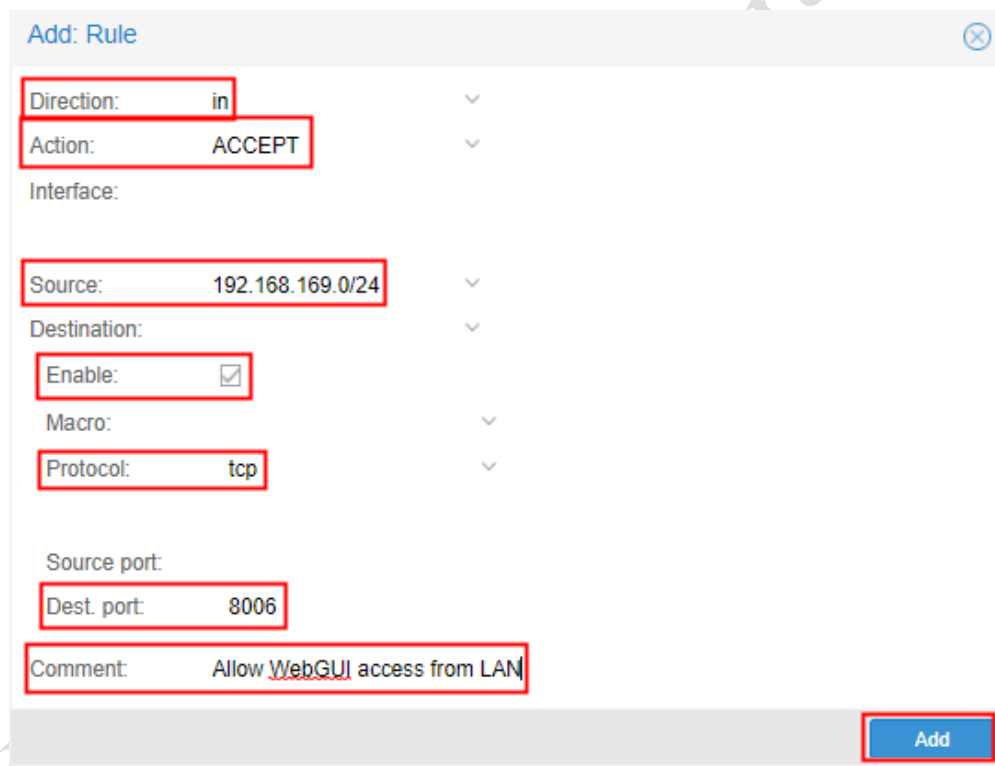 Add: Rule
Direction: in
Action: ACCEPT
Interface:
Source: 192.168.169.0/24
Destination:
Enable:
Macro:
Protocol: tcp
Source port:
Dest. port: 8006
Comment: Allow WebGUI access from LAN
Add